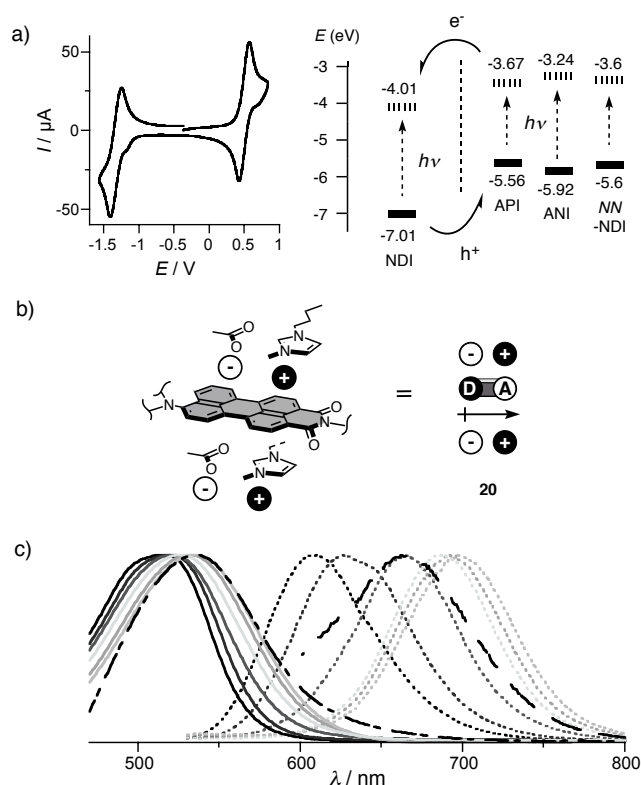 a)
50
0
-50
I / µA
-1.5 -1 -0.5 0 0.5 1
E / V
E (eV)
-3
-4
-5
-6
-7
e-
-4.01
-3.67
-3.24
-3.6
hν
hν
-5.56
-5.92
-5.6
API
ANI
NN
-NDI
-7.01
NDI
h+
b)
O
O
-
N
N
+
N
O
N
O
O
O
-
N
N
+
=
- +
D A
- +
20
c)
500 600 700 800
λ / nm